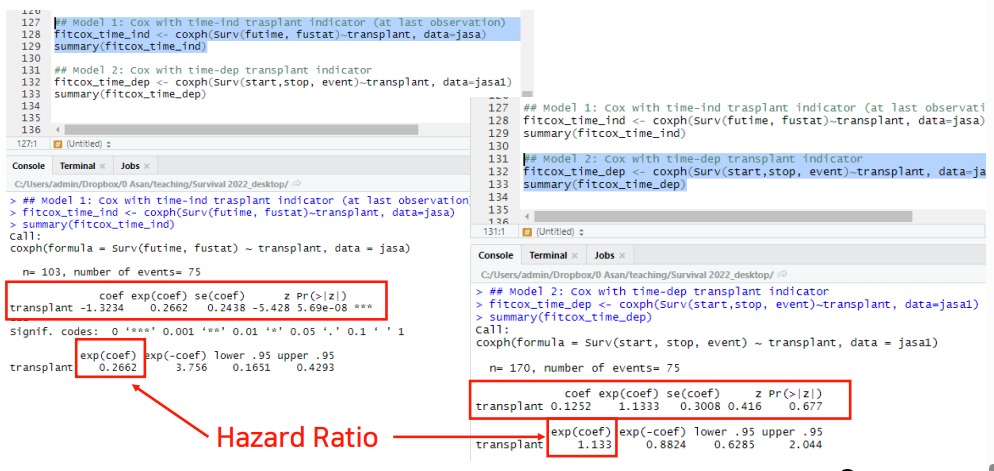 126
127 ## Model 1: Cox with time-ind trasplant indicator (at last observation)
128 fitcox_time_ind <- coxph(Surv(futime, fustat)~transplant, data=jasa)
129 summary(fitcox_time_ind)
130
131 ## Model 2: Cox with time-dep transplant indicator
132 fitcox_time_dep <- coxph(Surv(start,stop, event)~transplant, data=jasa1)
133 summary(fitcox_time_dep)
134
135
136
127:1 (Untitled)
Console Terminal × Jobs ×
C:/Users/admin/Dropbox/0 Asan/teaching/Survival 2022_desktop/
> ## Model 1: Cox with time-ind trasplant indicator (at last observation)
> fitcox_time_ind <- coxph(Surv(futime, fustat)~transplant, data=jasa)
> summary(fitcox_time_ind)
Call:
coxph(formula = Surv(futime, fustat) ~ transplant, data = jasa)
n= 103, number of events= 75
coef exp(coef) se(coef) z Pr(>|z|)
transplant -1.3234 0.2662 0.2438 -5.428 5.69e-08 ***
---
Signif. codes: 0 ‘***’ 0.001 ‘**’ 0.01 ‘*’ 0.05 ‘.’ 0.1 ‘ ’ 1
exp(coef) exp(-coef) lower .95 upper .95
transplant 0.2662 3.756 0.1651 0.4293
127 ## Model 1: Cox with time-ind trasplant indicator (at last observati
128 fitcox_time_ind <- coxph(Surv(futime, fustat)~transplant, data=jasa)
129 summary(fitcox_time_ind)
130
131 ## Model 2: Cox with time-dep transplant indicator
132 fitcox_time_dep <- coxph(Surv(start,stop, event)~transplant, data=ja
133 summary(fitcox_time_dep)
134
135
136
131:1 (Untitled)
Console Terminal × Jobs ×
C:/Users/admin/Dropbox/0 Asan/teaching/Survival 2022_desktop/
> ## Model 2: Cox with time-dep transplant indicator
> fitcox_time_dep <- coxph(Surv(start,stop, event)~transplant, data=jasa1)
> summary(fitcox_time_dep)
Call:
coxph(formula = Surv(start, stop, event) ~ transplant, data = jasa1)
n= 170, number of events= 75
coef exp(coef) se(coef) z Pr(>|z|)
transplant 0.1252 1.1333 0.3008 0.416 0.677
exp(coef) exp(-coef) lower .95 upper .95
transplant 1.133 0.8824 0.6285 2.044
Hazard Ratio